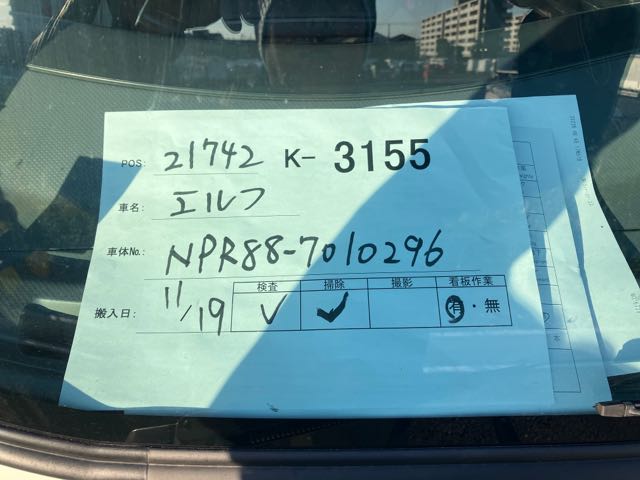 POS: 21742 K- 3155
車名: エルフ
車体No.: NPR88-7010296
搬入日: 11/19
検査 掃除 撮影 看板作業
✓ ✓ 有・無